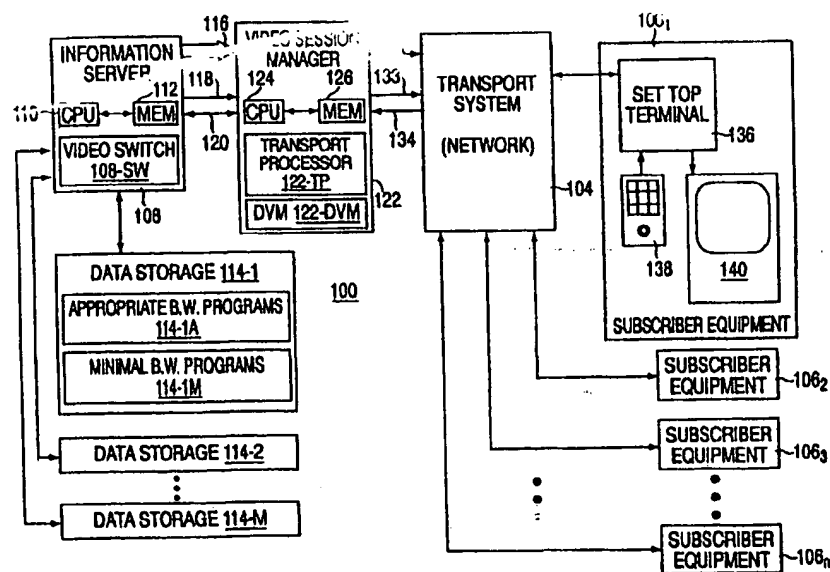 116
INFORMATION
SERVER
VIDEO SESSION
MANAGER
118
124
126
133
110
112
CPU
MEM
CPU
MEM
120
134
VIDEO SWITCH
108-SW
TRANSPORT
PROCESSOR
122-TP
DVM 122-DVM
122
108
TRANSPORT
SYSTEM
(NETWORK)
104
106₁
SET TOP
TERMINAL
136
138
140
SUBSCRIBER EQUIPMENT
DATA STORAGE 114-1
APPROPRIATE B.W. PROGRAMS
114-1A
MINIMAL B.W. PROGRAMS
114-1M
100
DATA STORAGE 114-2
DATA STORAGE 114-M
SUBSCRIBER
EQUIPMENT
106₂
SUBSCRIBER
EQUIPMENT
106₃
SUBSCRIBER
EQUIPMENT
106ₙ